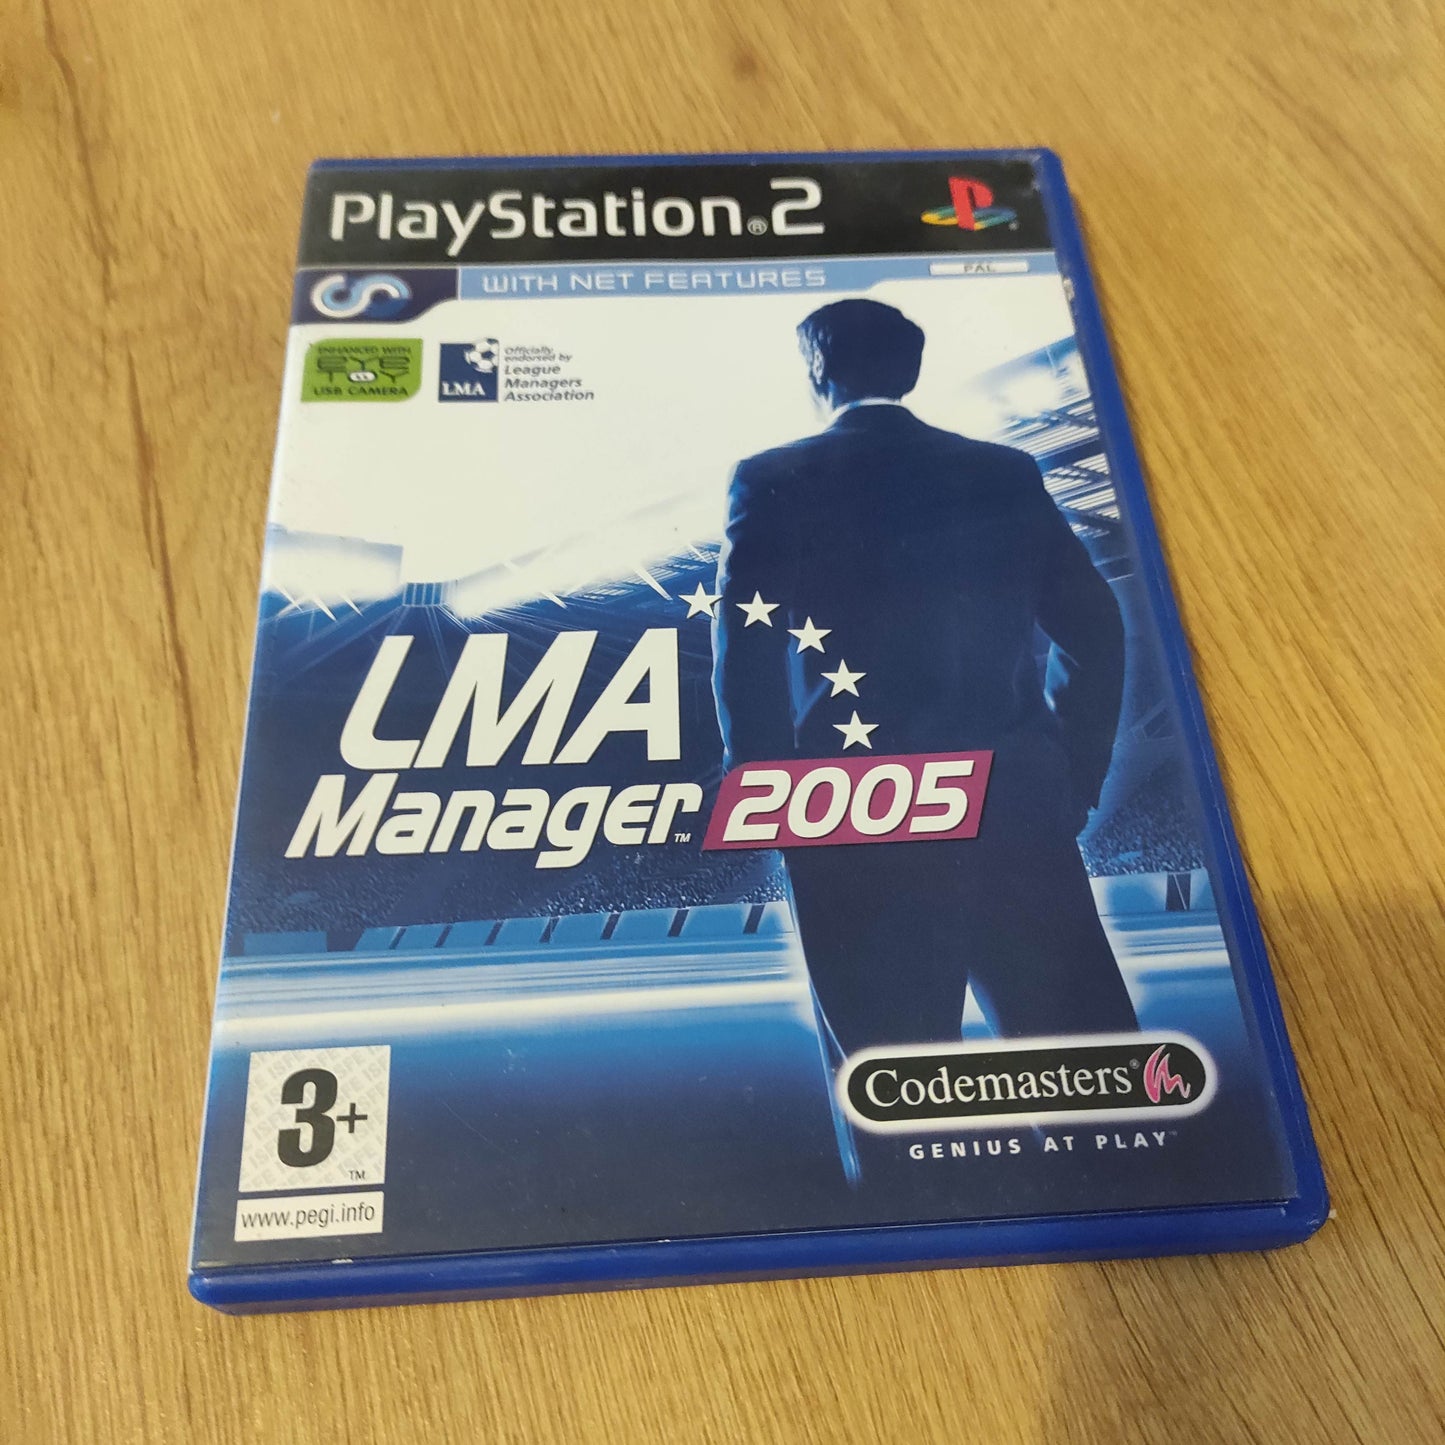 PlayStation®2
WITH NET FEATURES
PAL
ENHANCED WITH
EYE
TOY
USB CAMERA
LMA
Officially
endorsed by
League
Managers
Association
LMA
Manager™ 2005
3+™
www.pegi.info
Codemasters®
GENIUS AT PLAY™